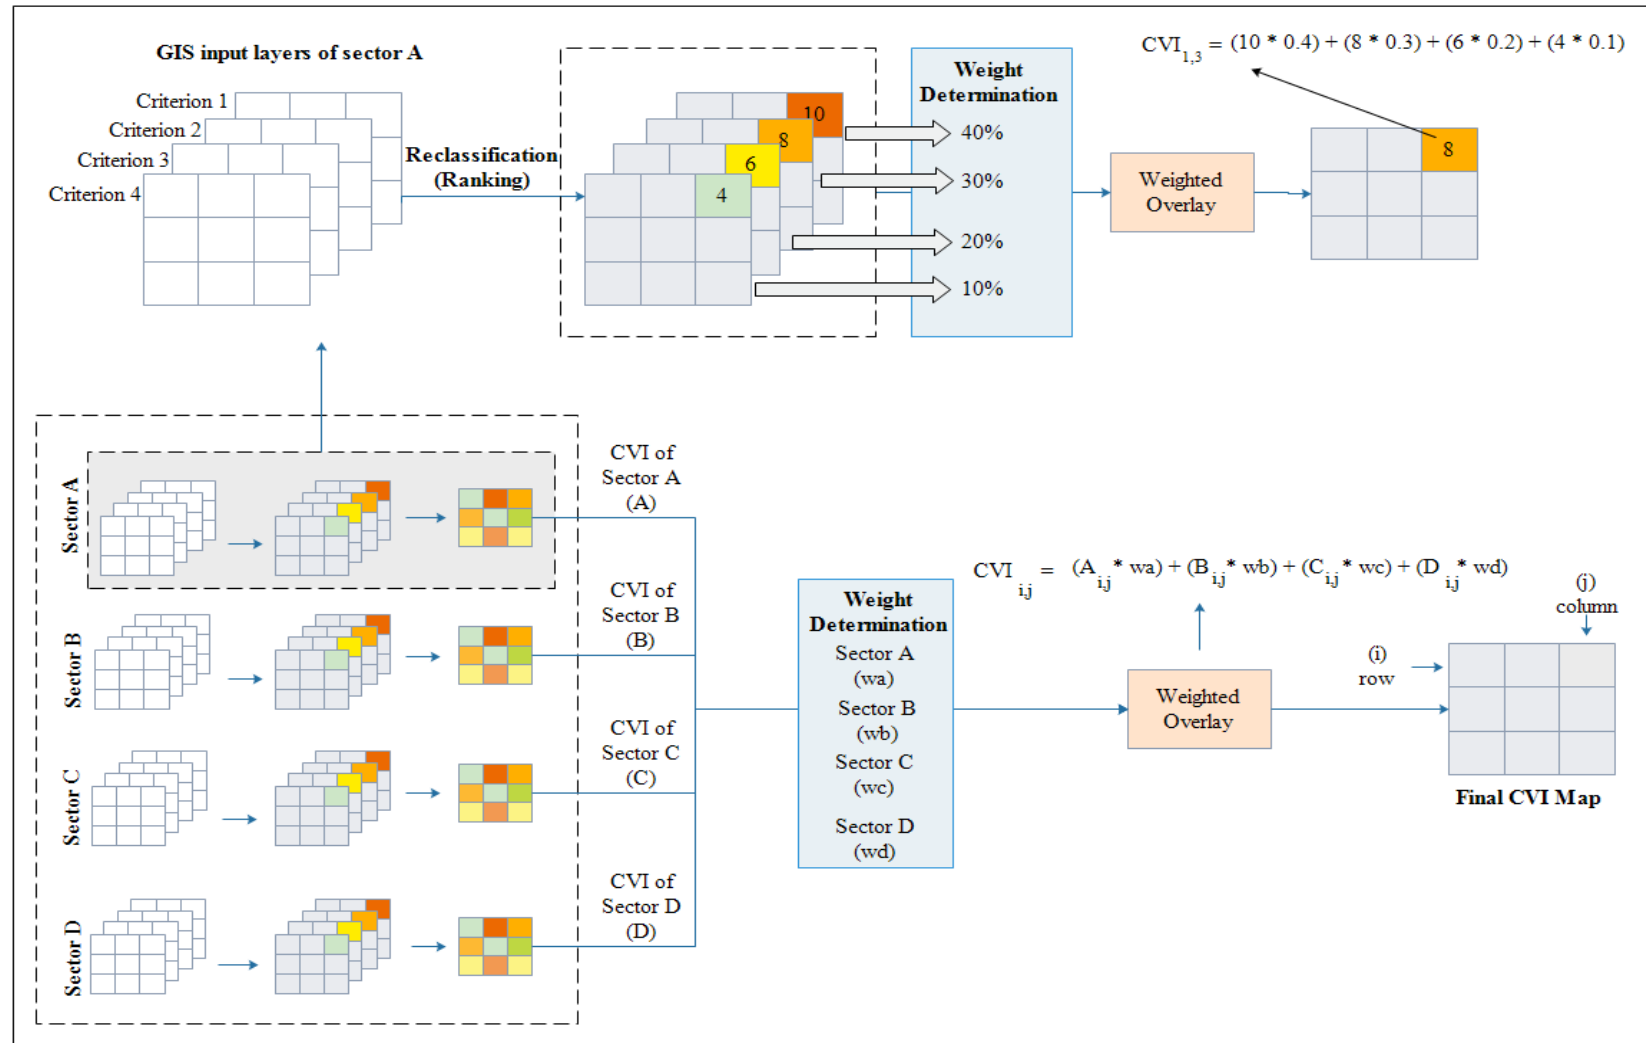 GIS input layers of sector A
Criterion 1
Criterion 2
Criterion 3
Criterion 4
Reclassification
(Ranking)
10
8
6
4
Weight
Determination
40%
30%
20%
10%
Weighted
Overlay
CVI1,3 = (10 * 0.4) + (8 * 0.3) + (6 * 0.2) + (4 * 0.1)
8
Sector A
Sector B
Sector C
Sector D
CVI of
Sector A
(A)
CVI of
Sector B
(B)
CVI of
Sector C
(C)
CVI of
Sector D
(D)
Weight
Determination
Sector A
(wa)
Sector B
(wb)
Sector C
(wc)
Sector D
(wd)
CVI i,j = (A i,j * wa) + (B i,j * wb) + (C i,j * wc) + (D i,j * wd)
Weighted
Overlay
(j)
column
(i)
row
Final CVI Map